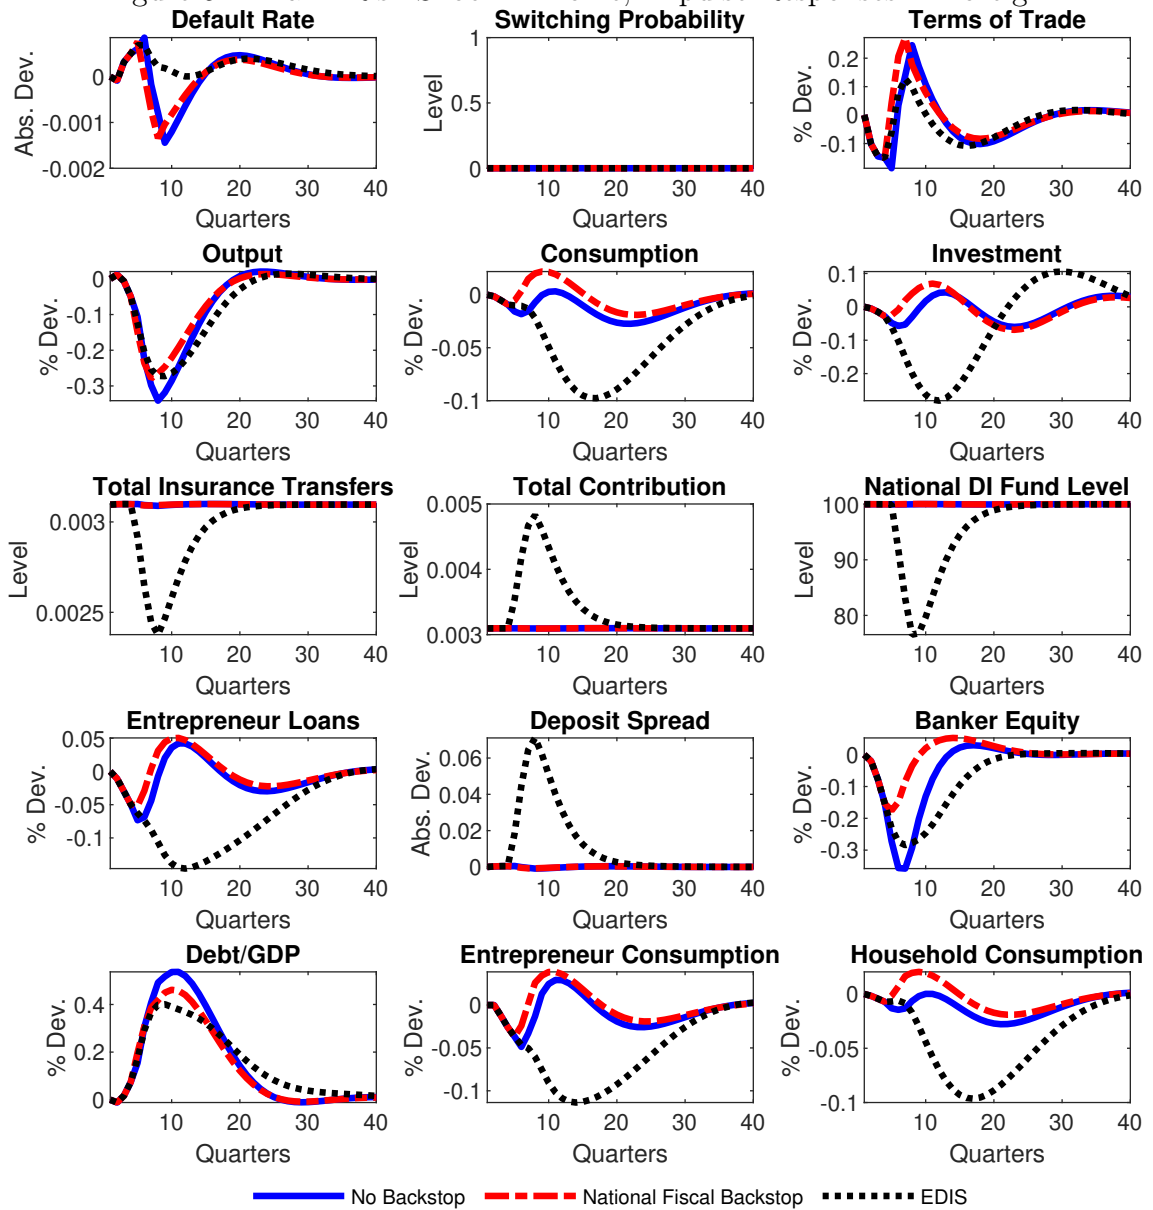 Default Rate
Switching Probability
Terms of Trade
Abs. Dev.
0
-0.001
-0.002
10 20 30 40
Quarters
Level
1
0.5
0
10 20 30 40
Quarters
% Dev.
0.2
0.1
0
-0.1
10 20 30 40
Quarters
Output
Consumption
Investment
% Dev.
0
-0.1
-0.2
-0.3
10 20 30 40
Quarters
% Dev.
0
-0.05
-0.1
10 20 30 40
Quarters
% Dev.
0.1
0
-0.1
-0.2
10 20 30 40
Quarters
Total Insurance Transfers
Total Contribution
National DI Fund Level
Level
0.003
0.0025
10 20 30 40
Quarters
Level
0.005
0.004
0.003
10 20 30 40
Quarters
100
90
80
10 20 30 40
Quarters
Entrepreneur Loans
Deposit Spread
Banker Equity
% Dev.
0.05
0
-0.05
-0.1
10 20 30 40
Quarters
Abs. Dev.
0.06
0.04
0.02
0
10 20 30 40
Quarters
% Dev.
0
-0.1
-0.2
-0.3
10 20 30 40
Quarters
Debt/GDP
Entrepreneur Consumption
Household Consumption
% Dev.
0.4
0.2
0
10 20 30 40
Quarters
% Dev.
0
-0.05
-0.1
10 20 30 40
Quarters
% Dev.
0
-0.05
-0.1
10 20 30 40
Quarters
No Backstop National Fiscal Backstop EDIS